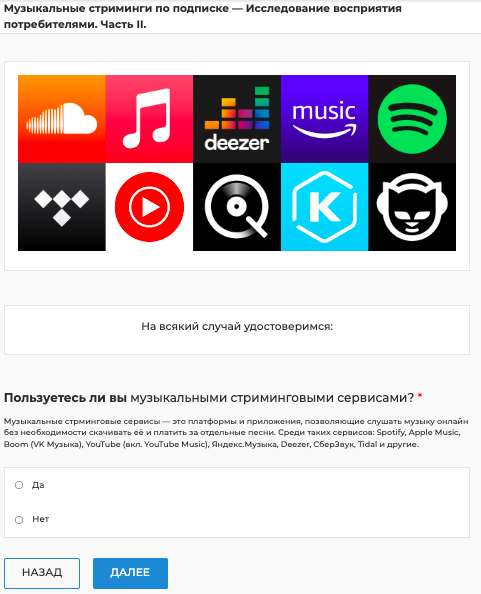 Музыкальные стриминги по подписке — Исследование восприятия
потребителями. Часть II.
deezer
music
K
На всякий случай удостоверимся:
Пользуетесь ли вы музыкальными стриминговыми сервисами? *
Музыкальные стрминговые сервисы — это платформы и приложения, позволяющие слушать музыку онлайн
без необходимости скачивать её и платить за отдельные песни. Среди таких сервисов: Spotify, Apple Music,
Boom (VK Музыка), YouTube (вкл. YouTube Music), Яндекс.Музыка, Deezer, СберЗвук, Tidal и другие.
Да
Нет
НАЗАД
ДАЛЕЕ